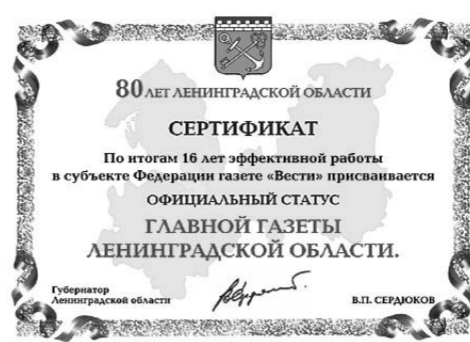 80 ЛЕТ ЛЕНИНГРАДСКОЙ ОБЛАСТИ
СЕРТИФИКАТ
По итогам 16 лет эффективной работы
в субъекте Федерации газете «Вести» присваивается
ОФИЦИАЛЬНЫЙ СТАТУС
ГЛАВНОЙ ГАЗЕТЫ
ЛЕНИНГРАДСКОЙ ОБЛАСТИ.
Губернатор
Ленинградской области
В.П. СЕРДЮКОВ